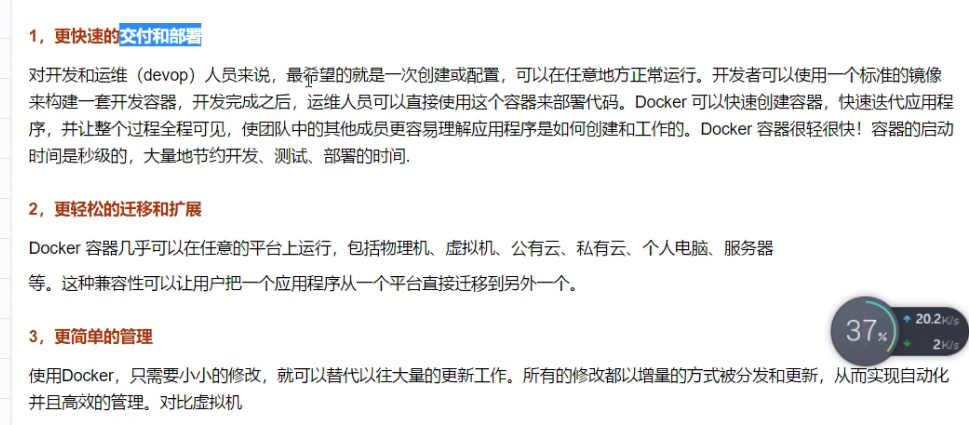 1，更快速的交付和部署
对开发和运维（devop）人员来说，最希望的就是一次创建或配置，可以在任意地方正常运行。开发者可以使用一个标准的镜像
来构建一套开发容器，开发完成之后，运维人员可以直接使用这个容器来部署代码。Docker 可以快速创建容器，快速迭代应用程
序，并让整个过程全程可见，使团队中的其他成员更容易理解应用程序是如何创建和工作的。Docker 容器很轻很快！容器的启动
时间是秒级的，大量地节约开发、测试、部署的时间.
2，更轻松的迁移和扩展
Docker 容器几乎可以在任意的平台上运行，包括物理机、虚拟机、公有云、私有云、个人电脑、服务器
等。这种兼容性可以让用户把一个应用程序从一个平台直接迁移到另外一个。
37%
20.2K/s
2K/s
3，更简单的管理
使用Docker，只需要小小的修改，就可以替代以往大量的更新工作。所有的修改都以增量的方式被分发和更新，从而实现自动化
并且高效的管理。对比虚拟机